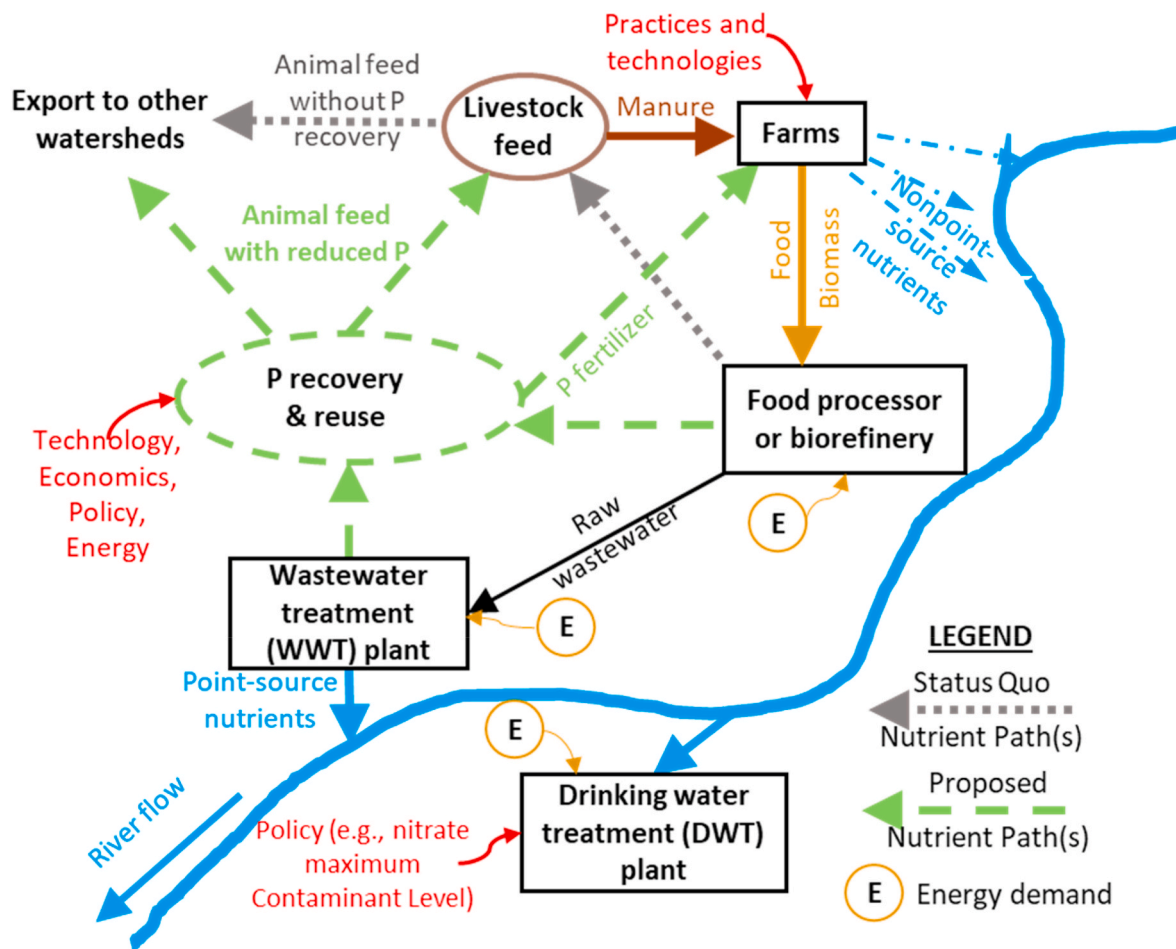 Practices and
technologies
Animal feed
without P
recovery
Export to other
watersheds
Livestock
feed
Manure
Farms
Nonpoint-
source
nutrients
Animal feed
with reduced P
Food
Biomass
P fertilizer
P recovery
& reuse
Food processor
or biorefinery
Technology,
Economics,
Policy,
Energy
E
Raw
wastewater
Wastewater
treatment
(WWT) plant
E
Point-source
nutrients
E
River flow
Drinking water
treatment (DWT)
plant
Policy (e.g., nitrate
maximum
Contaminant Level)
LEGEND
Status Quo
Nutrient Path(s)
Proposed
Nutrient Path(s)
E Energy demand